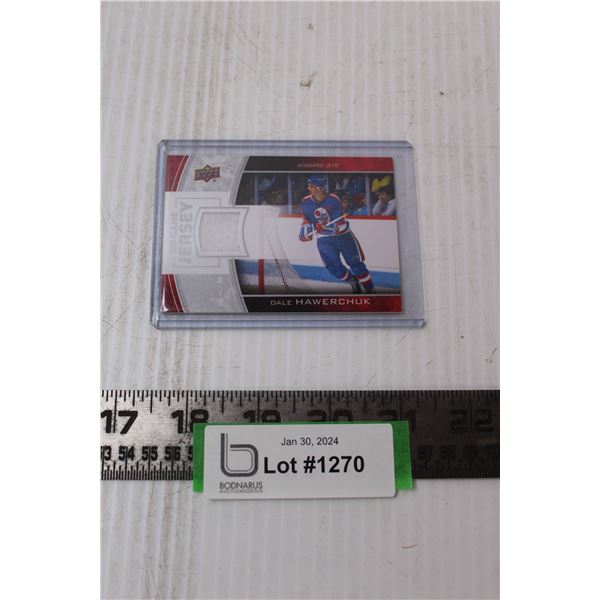 WINNIPEG JETS
UD GAME
JERSEY
DALE HAWERCHUK
17 18 19 20 21 22
Jan 30, 2024
Lot #1270
BODNARUS
AUCTIONEERING